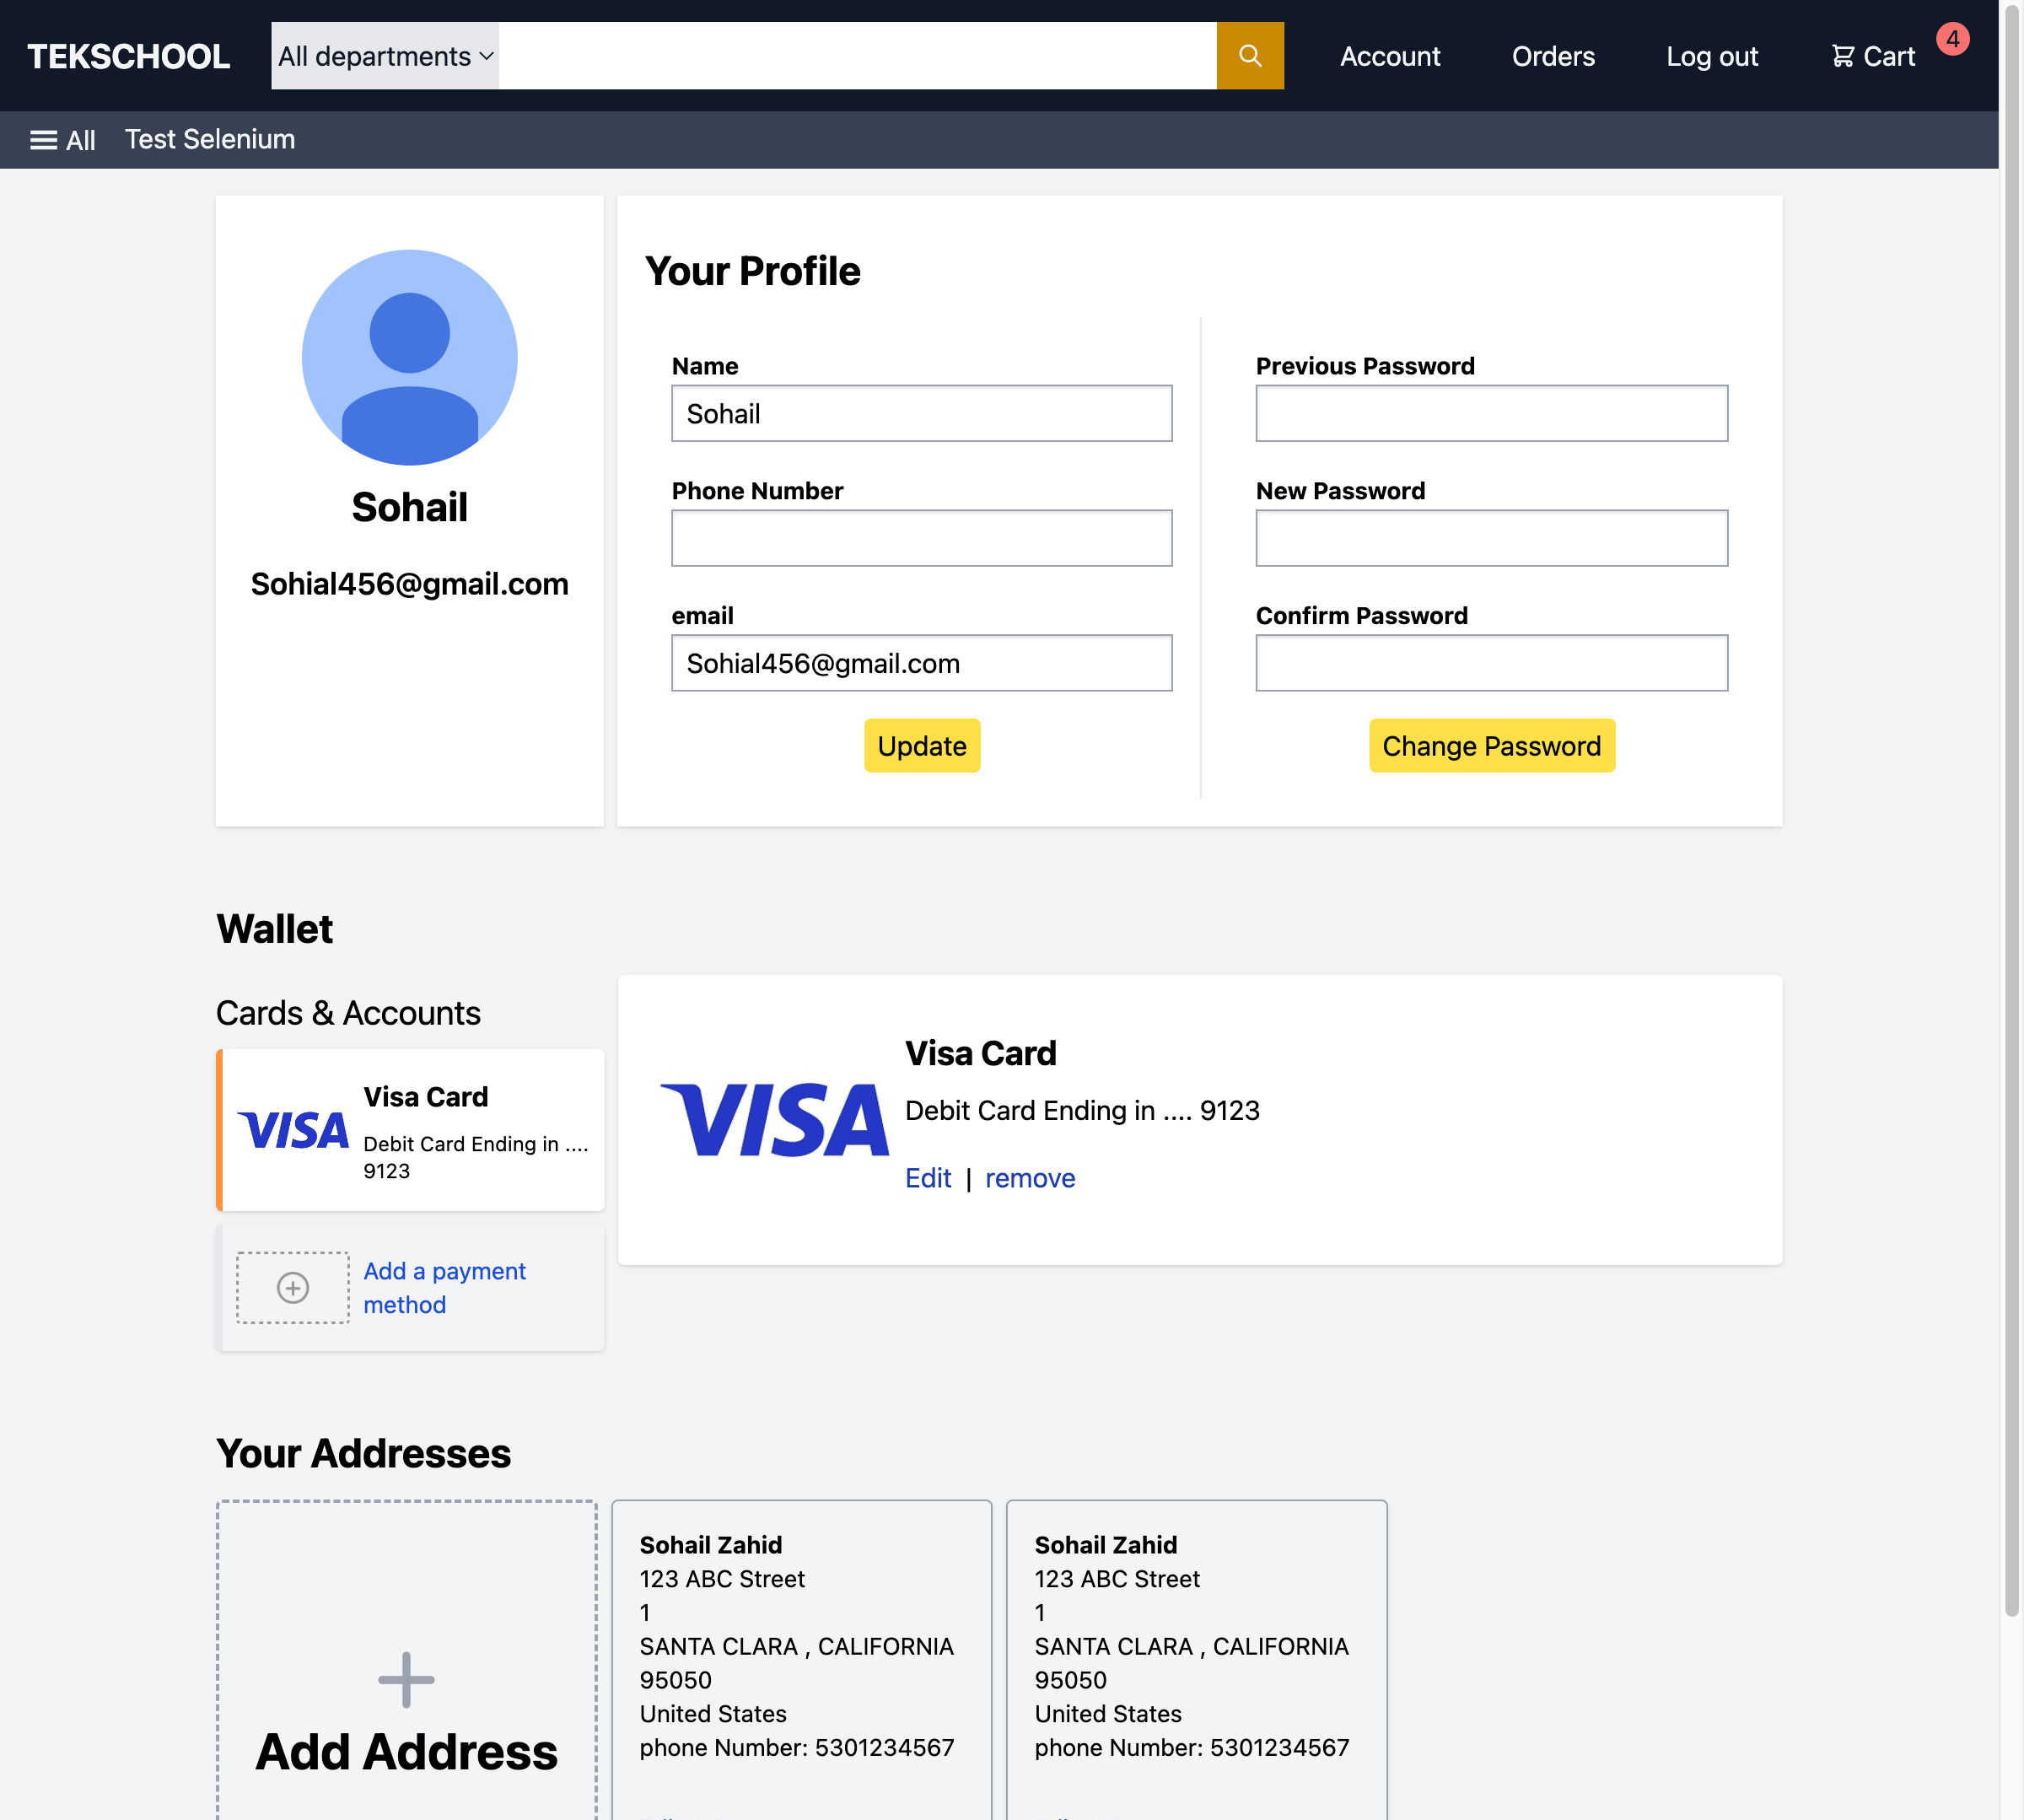 TEKSCHOOL
All departments
Account
Orders
Log out
Cart
4
All
Test Selenium
Sohail
Sohial456@gmail.com
Your Profile
Name
Sohail
Phone Number
email
Sohial456@gmail.com
Update
Previous Password
New Password
Confirm Password
Change Password
Wallet
Cards & Accounts
VISA
Visa Card
Debit Card Ending in ....
9123
Add a payment
method
VISA
Visa Card
Debit Card Ending in .... 9123
Edit | remove
Your Addresses
Add Address
Sohail Zahid
123 ABC Street
1
SANTA CLARA , CALIFORNIA
95050
United States
phone Number: 5301234567
Sohail Zahid
123 ABC Street
1
SANTA CLARA , CALIFORNIA
95050
United States
phone Number: 5301234567